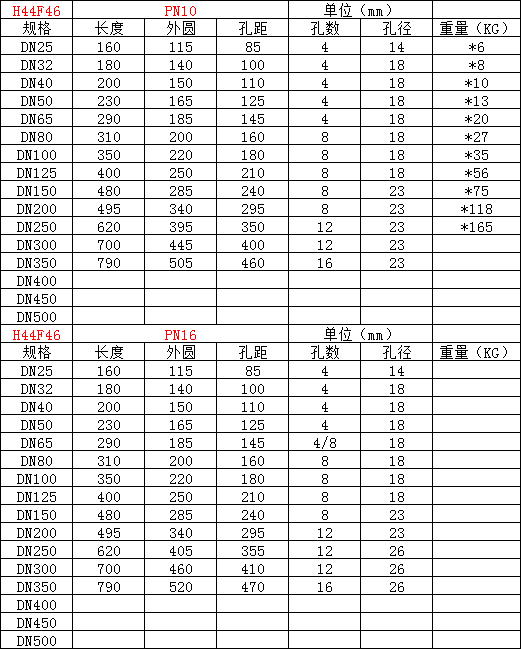 H44F46 PN10 单位（mm）
规格 长度 外圆 孔距 孔数 孔径 重量（KG）
DN25 160 115 85 4 14 *6
DN32 180 140 100 4 18 *8
DN40 200 150 110 4 18 *10
DN50 230 165 125 4 18 *13
DN65 290 185 145 4 18 *20
DN80 310 200 160 8 18 *27
DN100 350 220 180 8 18 *35
DN125 400 250 210 8 18 *56
DN150 480 285 240 8 23 *75
DN200 495 340 295 8 23 *118
DN250 620 395 350 12 23 *165
DN300 700 445 400 12 23
DN350 790 505 460 16 23
DN400
DN450
DN500
H44F46 PN16 单位（mm）
规格 长度 外圆 孔距 孔数 孔径 重量（KG）
DN25 160 115 85 4 14
DN32 180 140 100 4 18
DN40 200 150 110 4 18
DN50 230 165 125 4 18
DN65 290 185 145 4/8 18
DN80 310 200 160 8 18
DN100 350 220 180 8 18
DN125 400 250 210 8 18
DN150 480 285 240 8 23
DN200 495 340 295 12 23
DN250 620 405 355 12 26
DN300 700 460 410 12 26
DN350 790 520 470 16 26
DN400
DN450
DN500